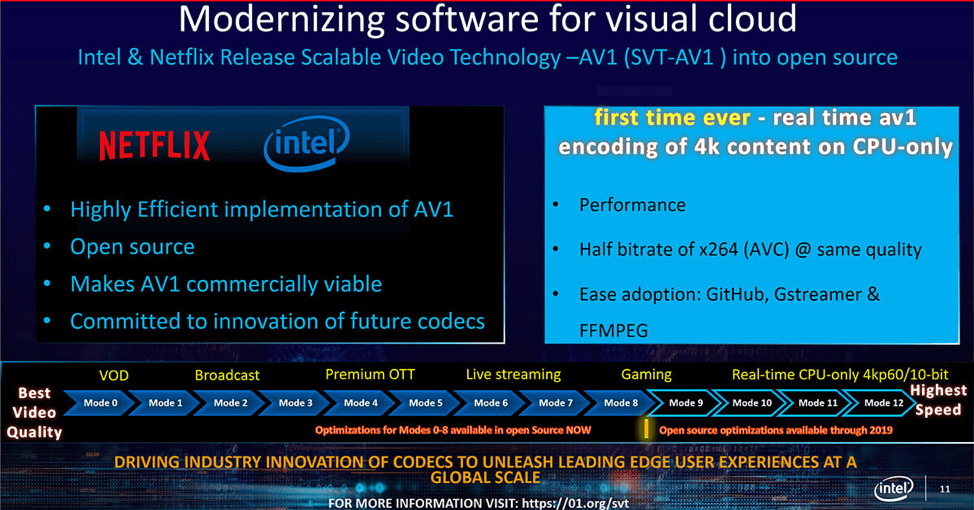 Modernizing software for visual cloud
Intel & Netflix Release Scalable Video Technology –AV1 (SVT-AV1 ) into open source
NETFLIX
intel
• Highly Efficient implementation of AV1
• Open source
• Makes AV1 commercially viable
• Committed to innovation of future codecs
first time ever - real time av1
encoding of 4k content on CPU-only
• Performance
• Half bitrate of x264 (AVC) @ same quality
• Ease adoption: GitHub, Gstreamer &
FFMPEG
VOD Broadcast Premium OTT Live streaming Gaming Real-time CPU-only 4kp60/10-bit
Best
Video
Quality
Mode 0 Mode 1 Mode 2 Mode 3 Mode 4 Mode 5 Mode 6 Mode 7 Mode 8 Mode 9 Mode 10 Mode 11 Mode 12
Highest
Speed
Optimizations for Modes 0-8 available in open Source NOW
Open source optimizations available through 2019
DRIVING INDUSTRY INNOVATION OF CODECS TO UNLEASH LEADING EDGE USER EXPERIENCES AT A
GLOBAL SCALE
FOR MORE INFORMATION VISIT: https://01.org/svt
intel
11